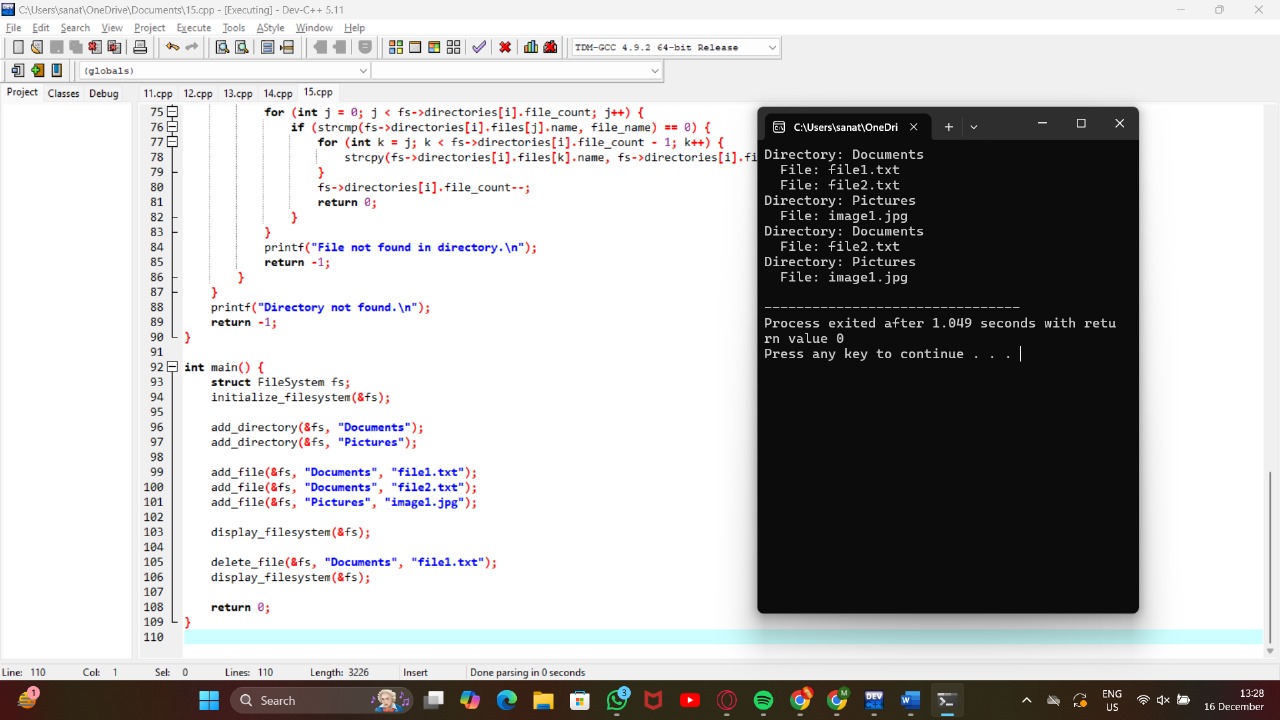 C:\Users\sanat\OneDrive\Documents\15.cpp - [Executing] - Dev-C++ 5.11
File Edit Search View Project Execute Tools AStyle Window Help
TDM-GCC 4.9.2 64-bit Release
(globals)
Project Classes Debug 11.cpp 12.cpp 13.cpp 14.cpp 15.cpp
75 for (int j = 0; j < fs->directories[i].file_count; j++) {
76 if (strcmp(fs->directories[i].files[j].name, file_name) == 0) {
77 for (int k = j; k < fs->directories[i].file_count - 1; k++) {
78 strcpy(fs->directories[i].files[k].name, fs->directories[i].fi
79 }
80 fs->directories[i].file_count--;
81 return 0;
82 }
83 }
84 printf("File not found in directory.\n");
85 return -1;
86 }
87 }
88 printf("Directory not found.\n");
89 return -1;
90 }
91
92 int main() {
93 struct FileSystem fs;
94 initialize_filesystem(&fs);
95
96 add_directory(&fs, "Documents");
97 add_directory(&fs, "Pictures");
98
99 add_file(&fs, "Documents", "file1.txt");
100 add_file(&fs, "Documents", "file2.txt");
101 add_file(&fs, "Pictures", "image1.jpg");
102
103 display_filesystem(&fs);
104
105 delete_file(&fs, "Documents", "file1.txt");
106 display_filesystem(&fs);
107
108 return 0;
109 }
110
C:\Users\sanat\OneDri
Directory: Documents
File: file1.txt
File: file2.txt
Directory: Pictures
File: image1.jpg
Directory: Documents
File: file2.txt
Directory: Pictures
File: image1.jpg
--------------------------------
Process exited after 1.049 seconds with retu
rn value 0
Press any key to continue . . .
Line: 110 Col: 1 Sel: 0 Lines: 110 Length: 3226 Insert Done parsing in 0 seconds
1
Search
3
M
DEV
ENG
US
13:28
16 December